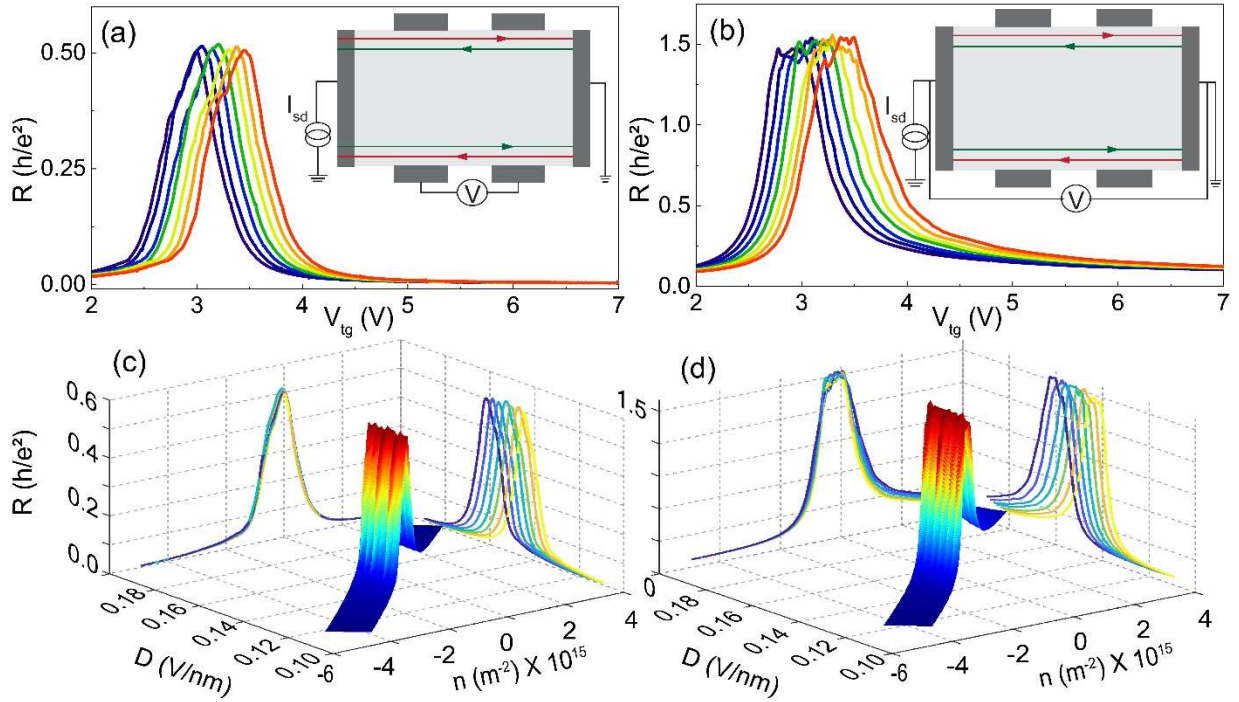 (a)
R (h/e²)
0.50
0.25
0.00
2 3 4 5 6 7
V_tg (V)
I_sd
V
(b)
R (h/e²)
1.5
1.0
0.5
0.0
2 3 4 5 6 7
V_tg (V)
I_sd
V
(c)
R (h/e²)
0.6
0.4
0.2
0.0
0.18
0.16
0.14
0.12
0.10
D (V/nm)
-6 -4 -2 0 2 4
n (m⁻²) X 10¹⁵
(d)
0
0.18
0.16
0.14
0.12
0.10
D (V/nm)
-6 -4 -2 0 2 4
n (m⁻²) X 10¹⁵